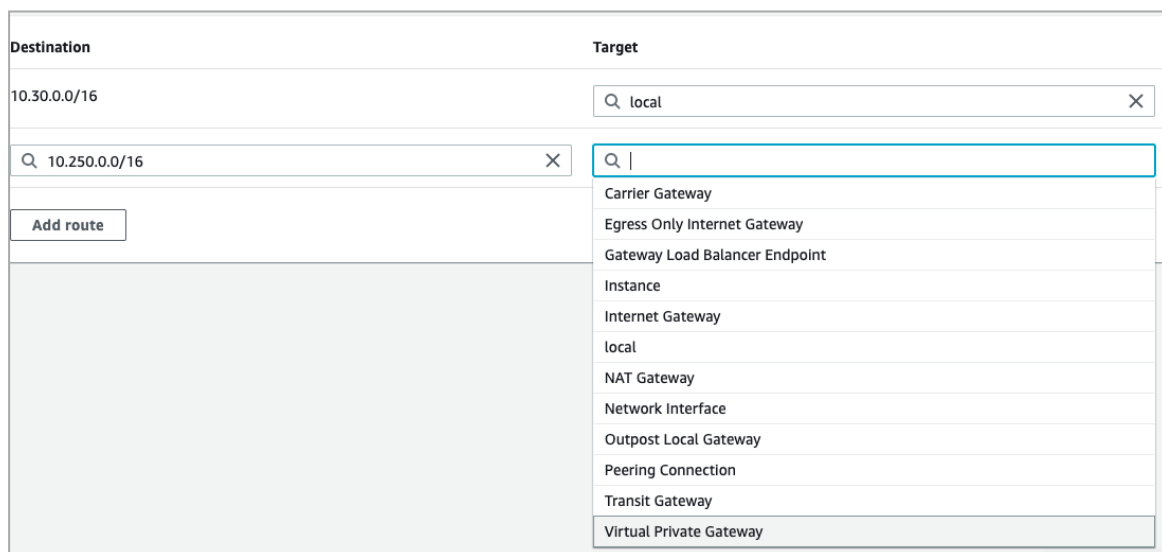 Destination
Target
10.30.0.0/16
local
10.250.0.0/16
Add route
Carrier Gateway
Egress Only Internet Gateway
Gateway Load Balancer Endpoint
Instance
Internet Gateway
local
NAT Gateway
Network Interface
Outpost Local Gateway
Peering Connection
Transit Gateway
Virtual Private Gateway